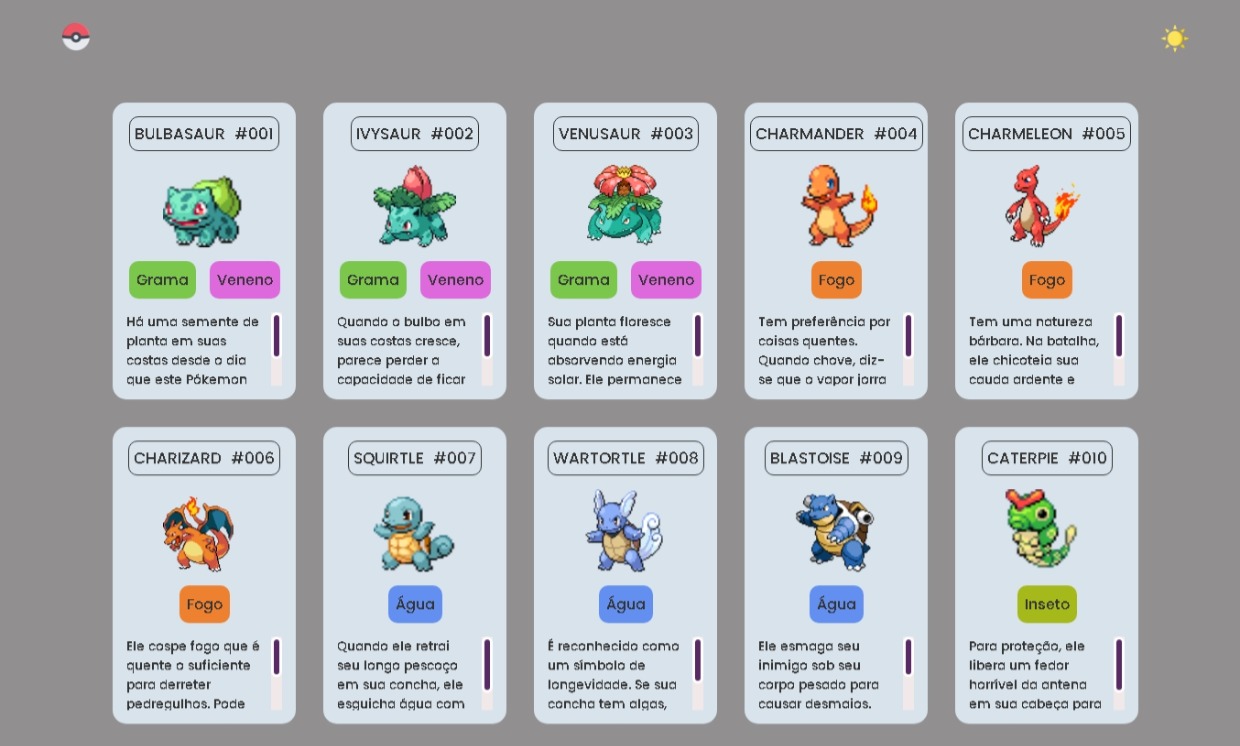 BULBASAUR #001
Grama Veneno
Há uma semente de
planta em suas
costas desde o dia
que este Pókemon
IVYSAUR #002
Grama Veneno
Quando o bulbo em
suas costas cresce,
parece perder a
capacidade de ficar
VENUSAUR #003
Grama Veneno
Sua planta floresce
quando está
absorvendo energia
solar. Ele permanece
CHARMANDER #004
Fogo
Tem preferência por
coisas quentes.
Quando chove, diz-
se que o vapor jorra
CHARMELEON #005
Fogo
Tem uma natureza
bárbara. Na batalha,
ele chicoteia sua
cauda ardente e
CHARIZARD #006
Fogo
Ele cospe fogo que é
quente o suficiente
para derreter
pedregulhos. Pode
SQUIRTLE #007
Água
Quando ele retrai
seu longo pescoço
em sua concha, ele
esguicha água com
WARTORTLE #008
Água
É reconhecido como
um símbolo de
longevidade. Se sua
concha tem algas,
BLASTOISE #009
Água
Ele esmaga seu
inimigo sob seu
corpo pesado para
causar desmaios.
CATERPIE #010
Inseto
Para proteção, ele
libera um fedor
horrível da antena
em sua cabeça para